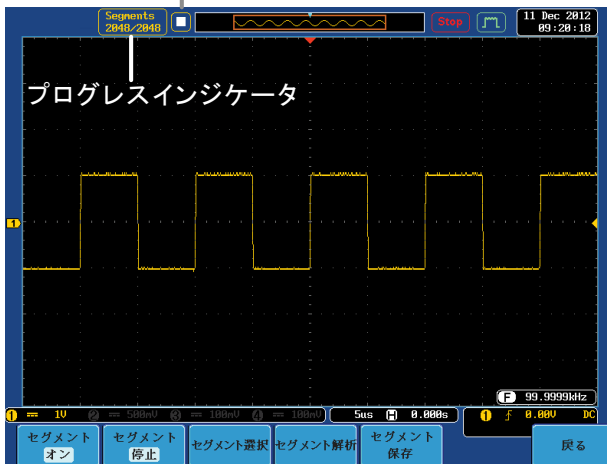 Segments
2048/2048
Stop
11 Dec 2012
09:20:18
プログレスインジケータ
1
F 99.9999kHz
1 1V 2 500mV 3 100mV 4 100mV 5us H 0.000s 1 0.00V DC
セグメント
オン
セグメント
停止
セグメント選択
セグメント解析
セグメント
保存
戻る